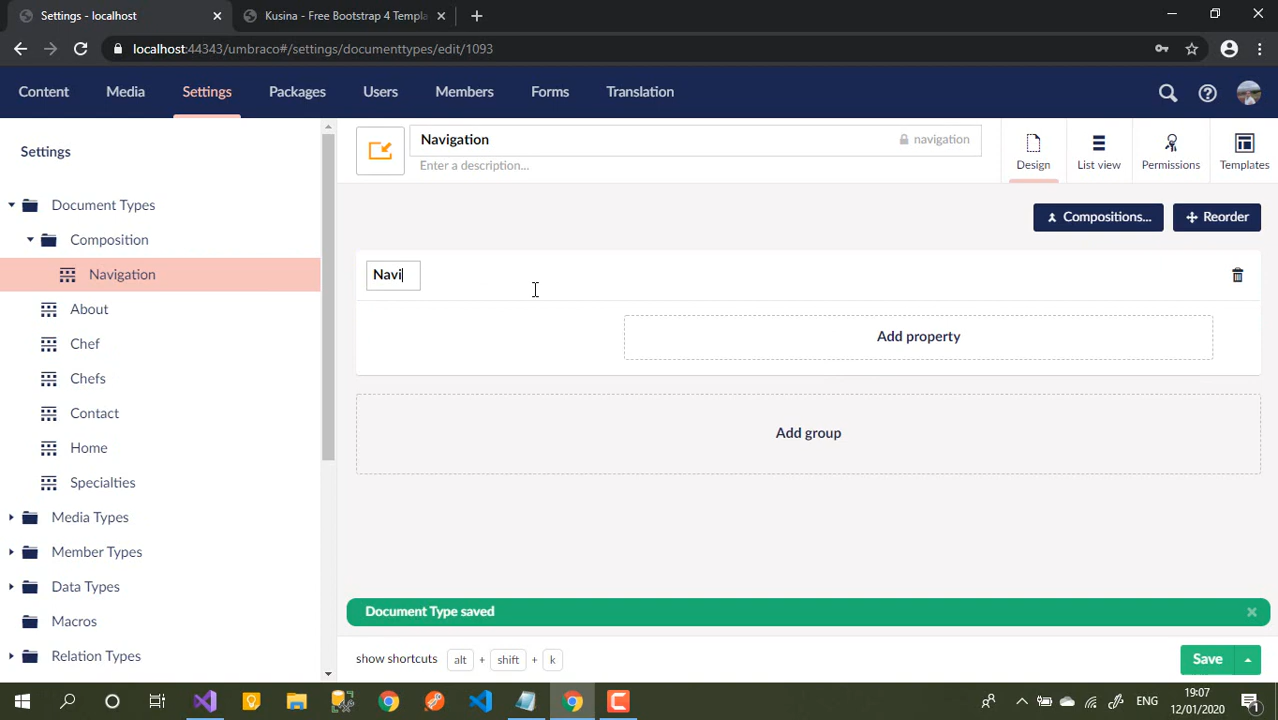 Settings - localhost
Kusina - Free Bootstrap 4 Templa
localhost:44343/umbraco#/settings/documenttypes/edit/1093
Content
Media
Settings
Packages
Users
Members
Forms
Translation
Settings
Navigation
navigation
Enter a description...
Design
List view
Permissions
Templates
Document Types
Composition
Navigation
About
Chef
Chefs
Contact
Home
Specialties
Media Types
Member Types
Data Types
Macros
Relation Types
Compositions...
Reorder
Navi
Add property
Add group
Document Type saved
show shortcuts alt + shift + k
Save
ENG
19:07
12/01/2020